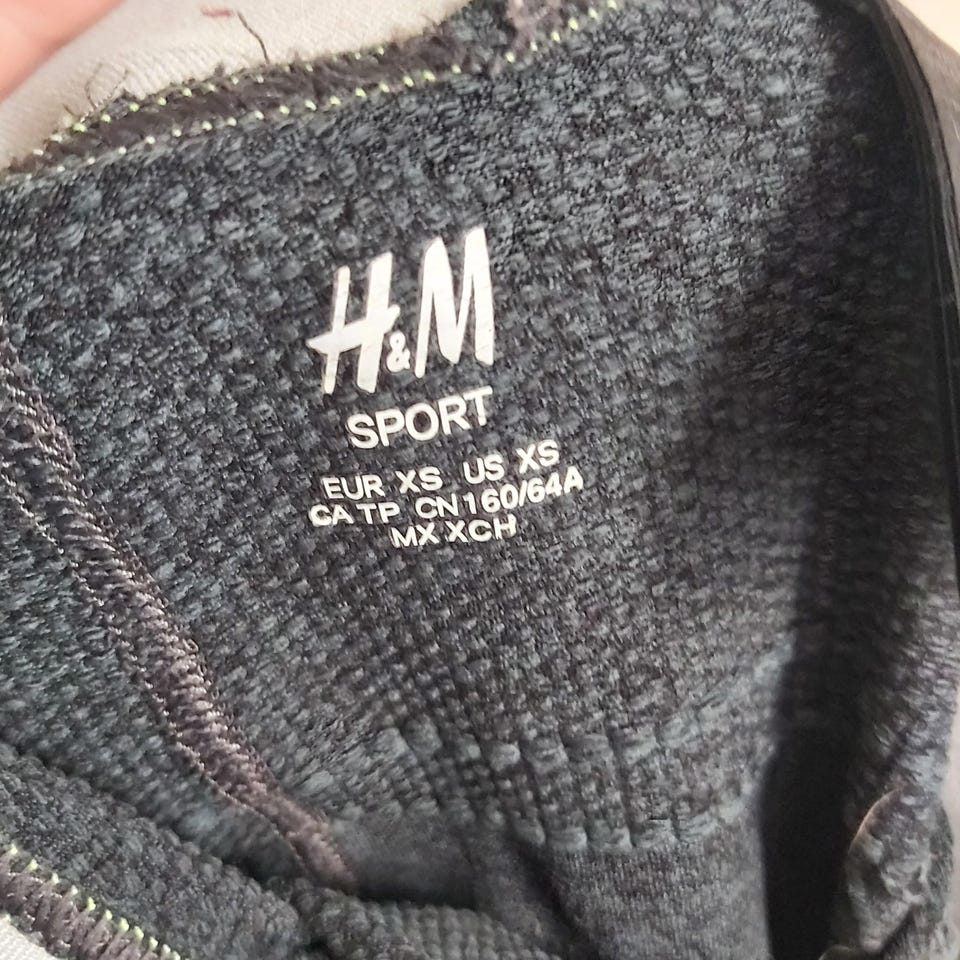 H&M
SPORT
EUR XS US XS
CA TP CN 160/64A
MX XCH